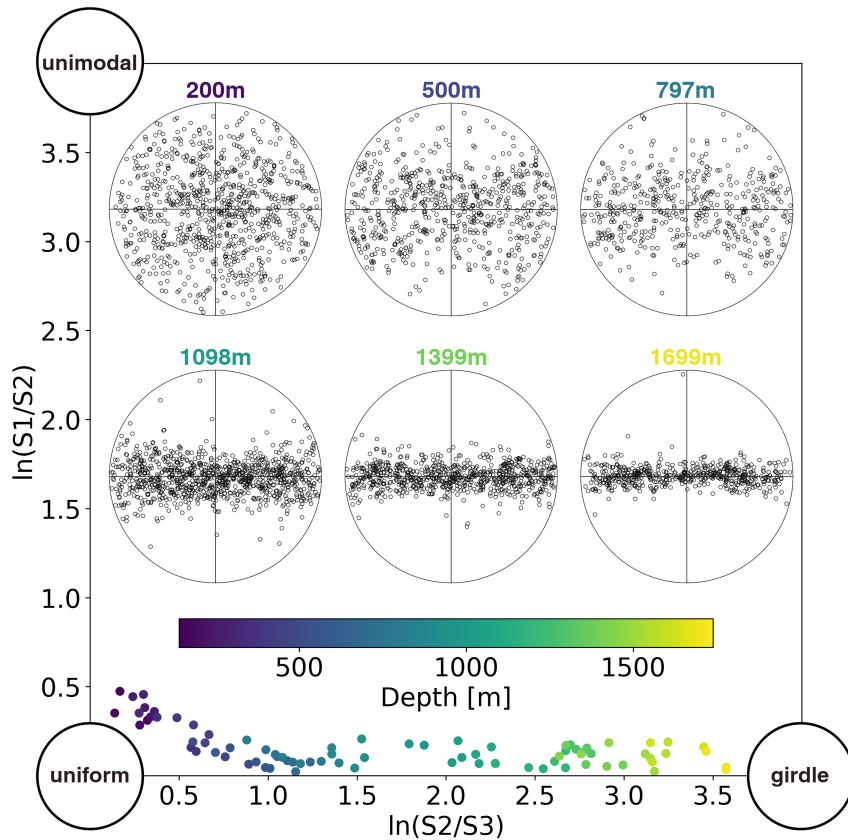 unimodal
200m 500m 797m
3.5
3.0
2.5
1098m 1399m 1699m
2.0
1.5
1.0
0.5
ln(S1/S2)
500 1000 1500
Depth [m]
uniform
girdle
0.5 1.0 1.5 2.0 2.5 3.0 3.5
ln(S2/S3)